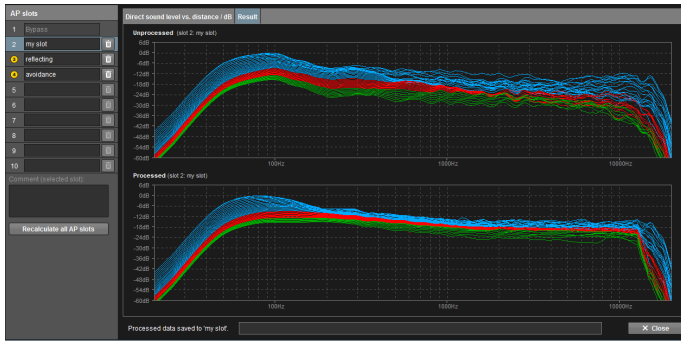 AP slots
1 Bypass
2 my slot
3 reflecting
4 avoidance
5
6
7
8
9
10
Comment (selected slot):
Recalculate all AP slots
Direct sound level vs. distance / dB Result
Unprocessed (slot 2: my slot)
6dB
0dB
-6dB
-12dB
-18dB
-24dB
-30dB
-36dB
-42dB
-48dB
-54dB
-60dB
100Hz 1000Hz 10000Hz
Processed (slot 2: my slot)
6dB
0dB
-6dB
-12dB
-18dB
-24dB
-30dB
-36dB
-42dB
-48dB
-54dB
-60dB
100Hz 1000Hz 10000Hz
Processed data saved to 'my slot'.
✕ Close